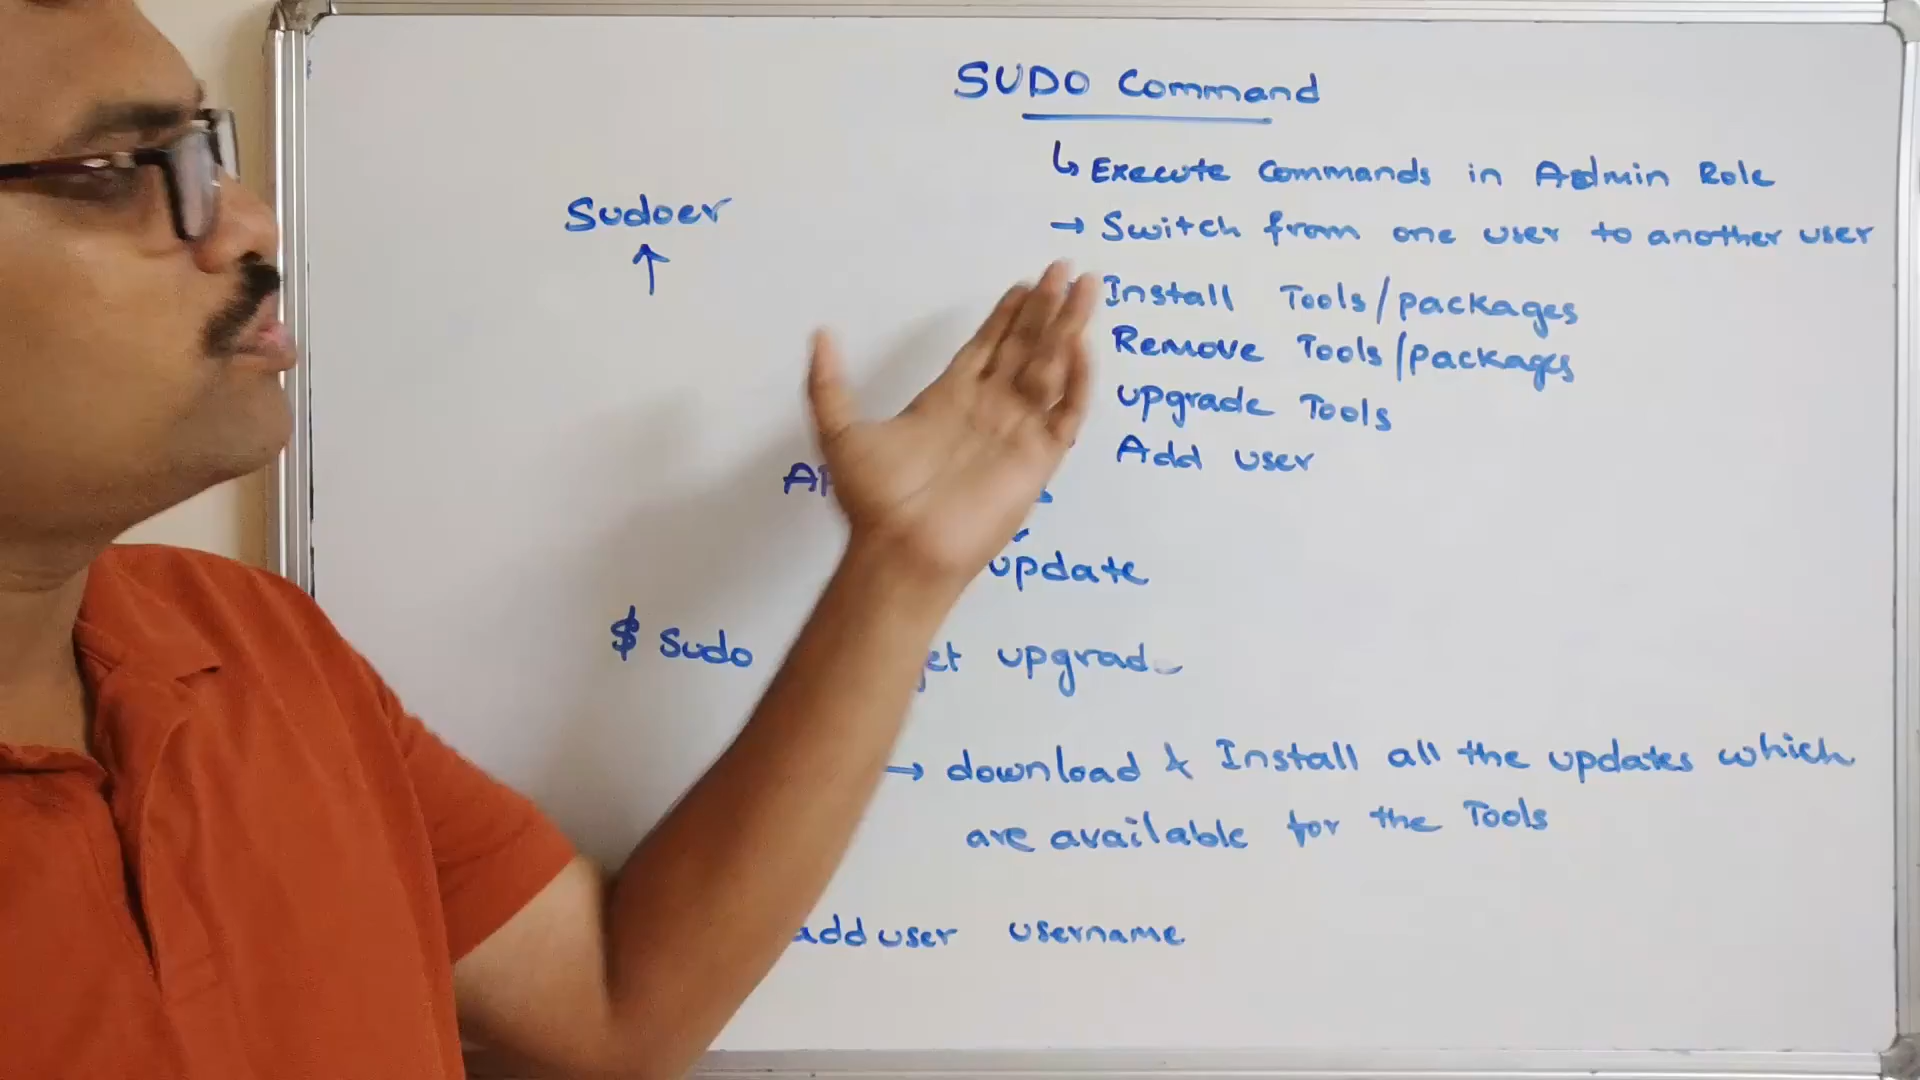 SUDO Command
↳ Execute Commands in Admin Role
→ Switch from one user to another user
Sudoer
↑
Install Tools/packages
Remove Tools/packages
upgrade Tools
Add user
update
$ Sudo upgrade
→ download & Install all the updates which
are available for the Tools
adduser username